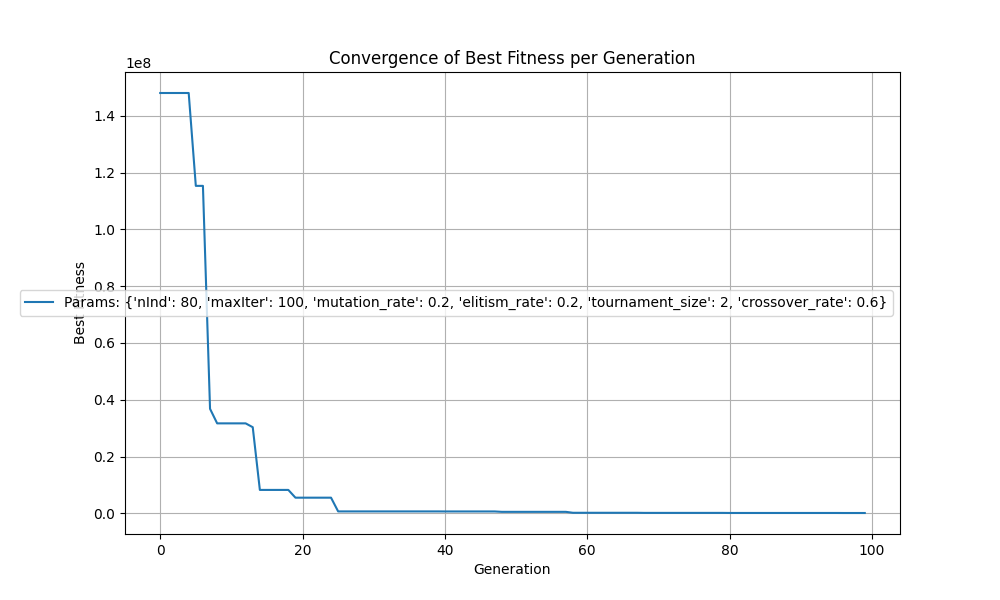 Convergence of Best Fitness per Generation
1e8
1.4
1.2
1.0
0.8
Params: {'nInd': 80, 'maxIter': 100, 'mutation_rate': 0.2, 'elitism_rate': 0.2, 'tournament_size': 2, 'crossover_rate': 0.6}
Best Fitness
0.6
0.4
0.2
0.0
0 20 40 60 80 100
Generation